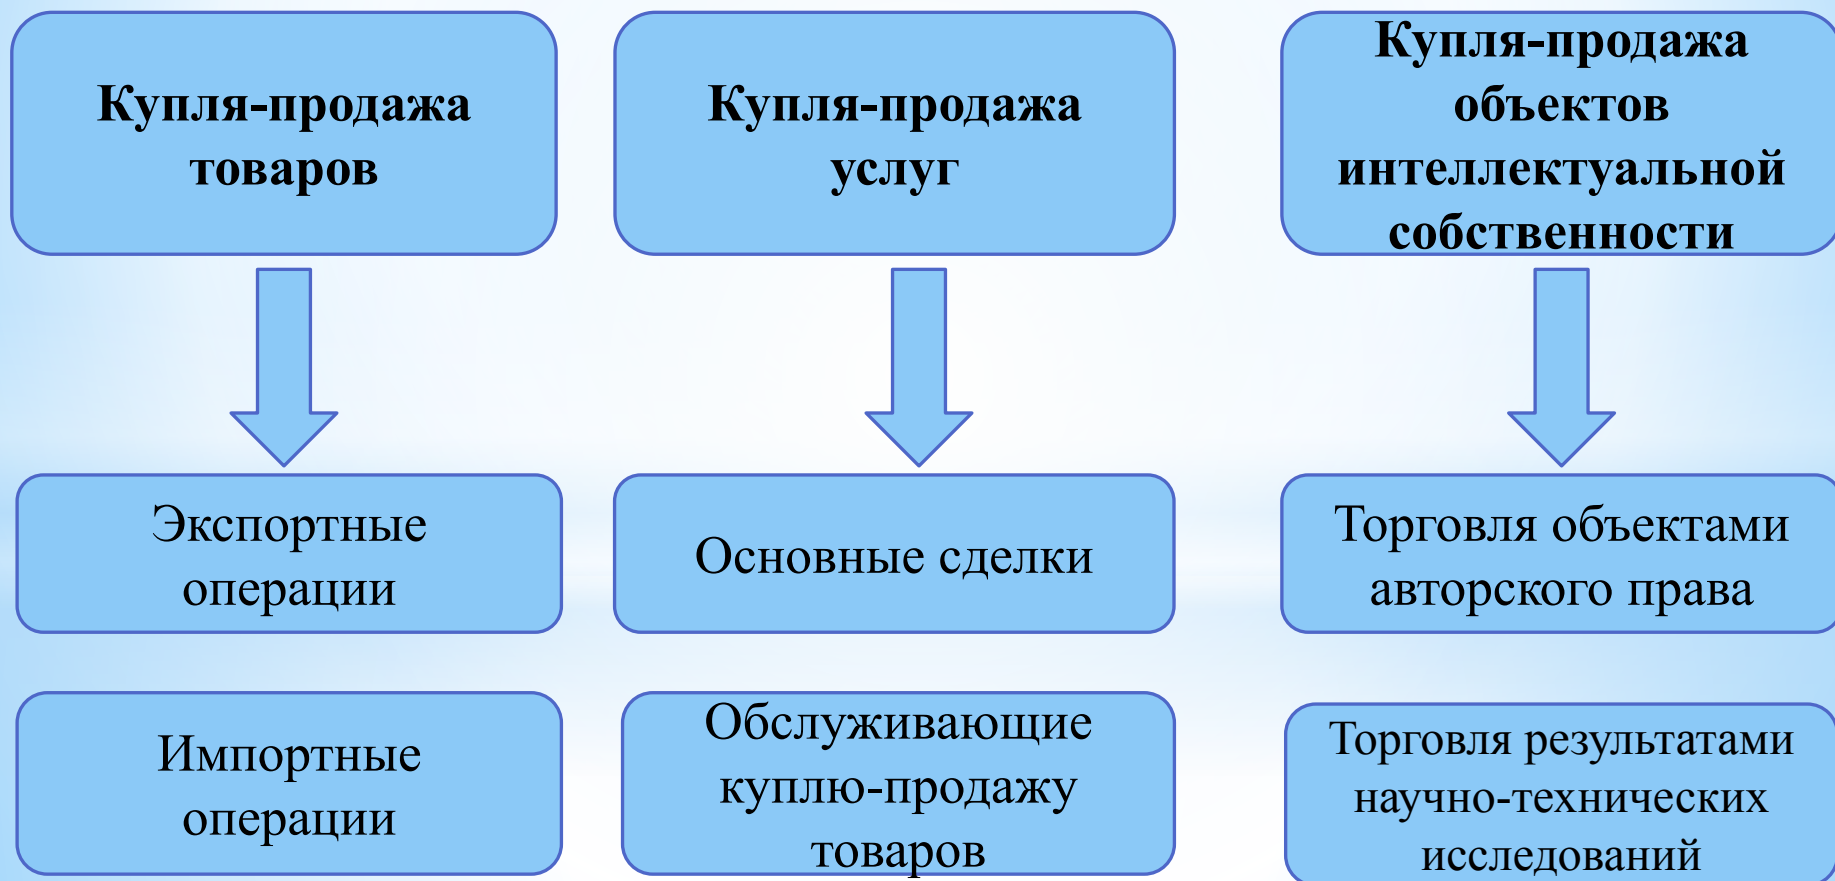 Купля-продажа
товаров
Купля-продажа
услуг
Купля-продажа
объектов
интеллектуальной
собственности
Экспортные
операции
Основные сделки
Торговля объектами
авторского права
Импортные
операции
Обслуживающие
куплю-продажу
товаров
Торговля результатами
научно-технических
исследований